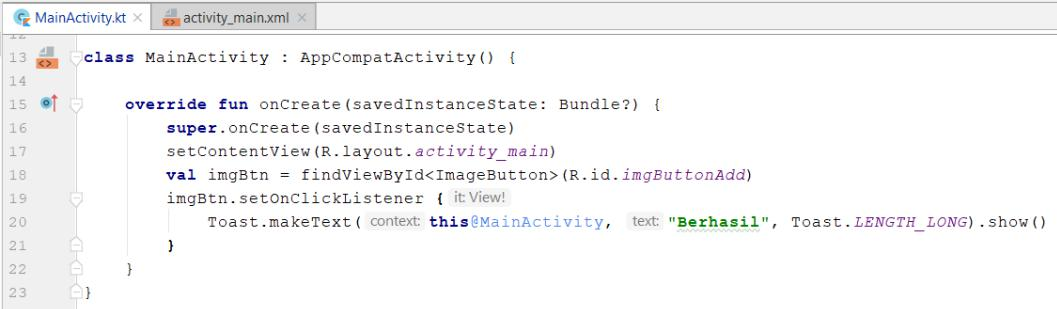 MainActivity.kt activity_main.xml
12
13 class MainActivity : AppCompatActivity() {
14
15 override fun onCreate(savedInstanceState: Bundle?) {
16 super.onCreate(savedInstanceState)
17 setContentView(R.layout.activity_main)
18 val imgBtn = findViewById<ImageButton>(R.id.imgButtonAdd)
19 imgBtn.setOnClickListener { it: View!
20 Toast.makeText( context: this@MainActivity, text: "Berhasil", Toast.LENGTH_LONG).show()
21 }
22 }
23 }